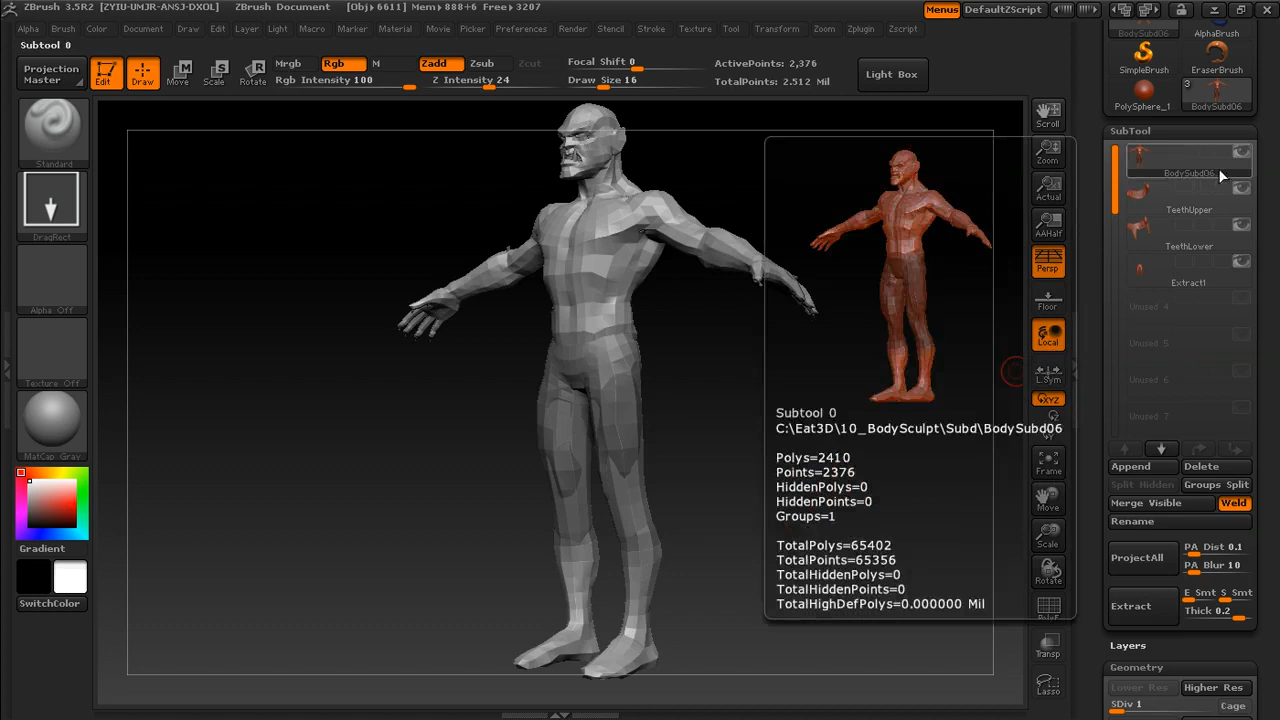 ZBrush 3.5R2 [ZYIU-UMJR-ANSJ-DXOL] ZBrush Document [Obj▸6611] Mem▸888+6 Free▸3207
Menus DefaultZScript
Alpha Brush Color Document Draw Edit Layer Light Macro Marker Material Movie Picker Preferences Render Stencil Stroke Texture Tool Transform Zoom Zplugin Zscript
Subtool 0
Projection Master
Edit Draw Move Scale Rotate
Mrgb Rgb M
Rgb Intensity 100
Zadd Zsub Zcut
Z Intensity 24
Focal Shift 0
Draw Size 16
ActivePoints: 2,376
TotalPoints: 2.512 Mil
Light Box
Standard
DragRect
Alpha Off
Texture Off
MatCap Gray
Gradient
SwitchColor
Subtool 0
C:\Eat3D\10_BodySculpt\Subd\BodySubd06
Polys=2410
Points=2376
HiddenPolys=0
HiddenPoints=0
Groups=1
TotalPolys=65402
TotalPoints=65356
TotalHiddenPolys=0
TotalHiddenPoints=0
TotalHighDefPolys=0.000000 Mil
Scroll
Zoom
Actual
AAHalf
Persp
Floor
Local
L.Sym
XYZ
Frame
Move
Scale
Rotate
PolyF
Transp
Lasso
BodySubd06 AlphaBrush
SimpleBrush EraserBrush
3
PolySphere_1 BodySubd06
SubTool
BodySubd06
TeethUpper
TeethLower
Extract1
Unused 4
Unused 5
Unused 6
Unused 7
Append Delete
Split Hidden Groups Split
Merge Visible Weld
Rename
ProjectAll
PA Dist 0.1
PA Blur 10
Extract
E Smt S Smt
Thick 0.2
Layers
Geometry
Lower Res Higher Res
SDiv 1 Cage